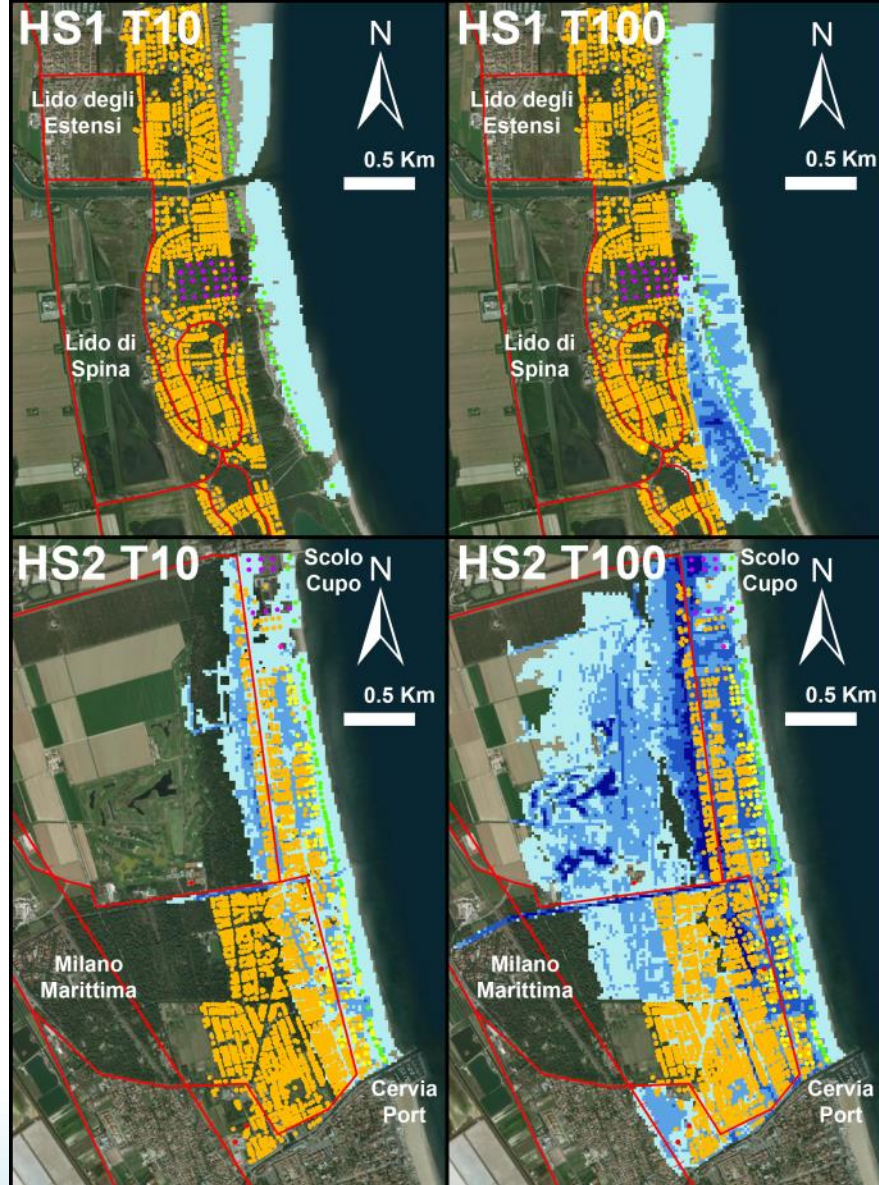 HS1 T10
N
Lido degli
Estensi
0.5 Km
Lido di
Spina
HS1 T100
N
Lido degli
Estensi
0.5 Km
Lido di
Spina
HS2 T10
Scolo
Cupo
N
0.5 Km
Milano
Marittima
Cervia
Port
HS2 T100
Scolo
Cupo
N
0.5 Km
Milano
Marittima
Cervia
Port